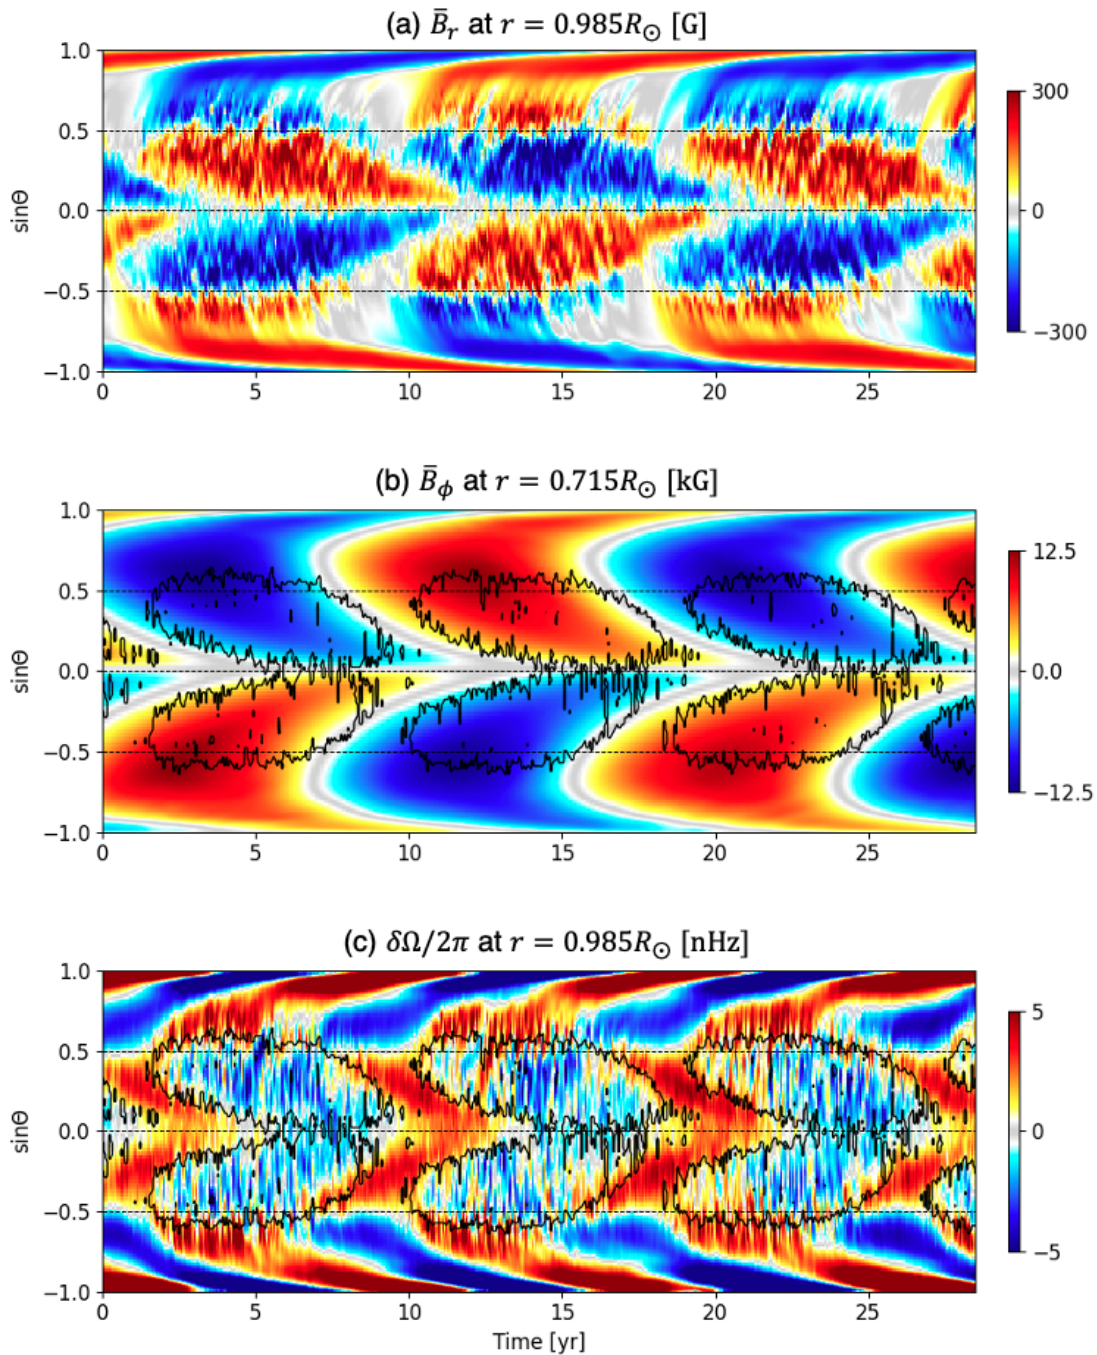 (a) B̄r at r = 0.985R⊙ [G]
1.0
0.5
0.0
−0.5
−1.0
sinΘ
0 5 10 15 20 25
300
0
−300
(b) B̄ϕ at r = 0.715R⊙ [kG]
1.0
0.5
0.0
−0.5
−1.0
sinΘ
0 5 10 15 20 25
12.5
0.0
−12.5
(c) δΩ/2π at r = 0.985R⊙ [nHz]
1.0
0.5
0.0
−0.5
−1.0
sinΘ
0 5 10 15 20 25
Time [yr]
5
0
−5